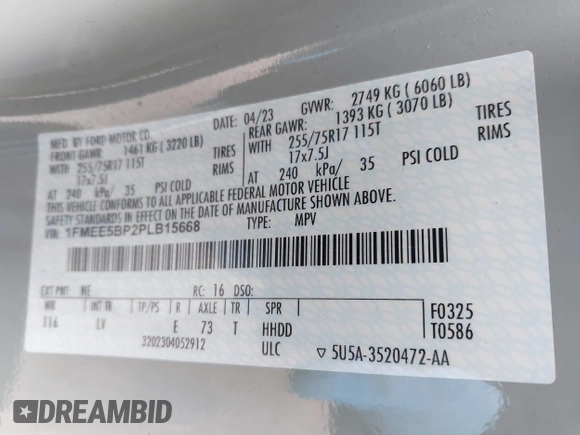 MFD. BY FORD MOTOR CO. DATE: 04/23 GVWR: 2749 KG ( 6060 LB)
FRONT GAWR: 1461 KG ( 3220 LB) REAR GAWR: 1393 KG ( 3070 LB)
WITH 255/75R17 115T TIRES WITH 255/75R17 115T TIRES
17x7.5J RIMS 17x7.5J RIMS
AT 240 kPa/ 35 PSI COLD AT 240 kPa/ 35 PSI COLD
THIS VEHICLE CONFORMS TO ALL APPLICABLE FEDERAL MOTOR VEHICLE
SAFETY STANDARDS IN EFFECT ON THE DATE OF MANUFACTURE SHOWN ABOVE.
VIN: 1FMEE5BP2PLB15668 TYPE: MPV
EXT PNT: NE RC: 16 DSO:
WB INT TR TP/PS R AXLE TR SPR
116 LV E 73 T HHDD
3202304052912 ULC
F0325
T0586
5U5A-3520472-AA
DREAMBID